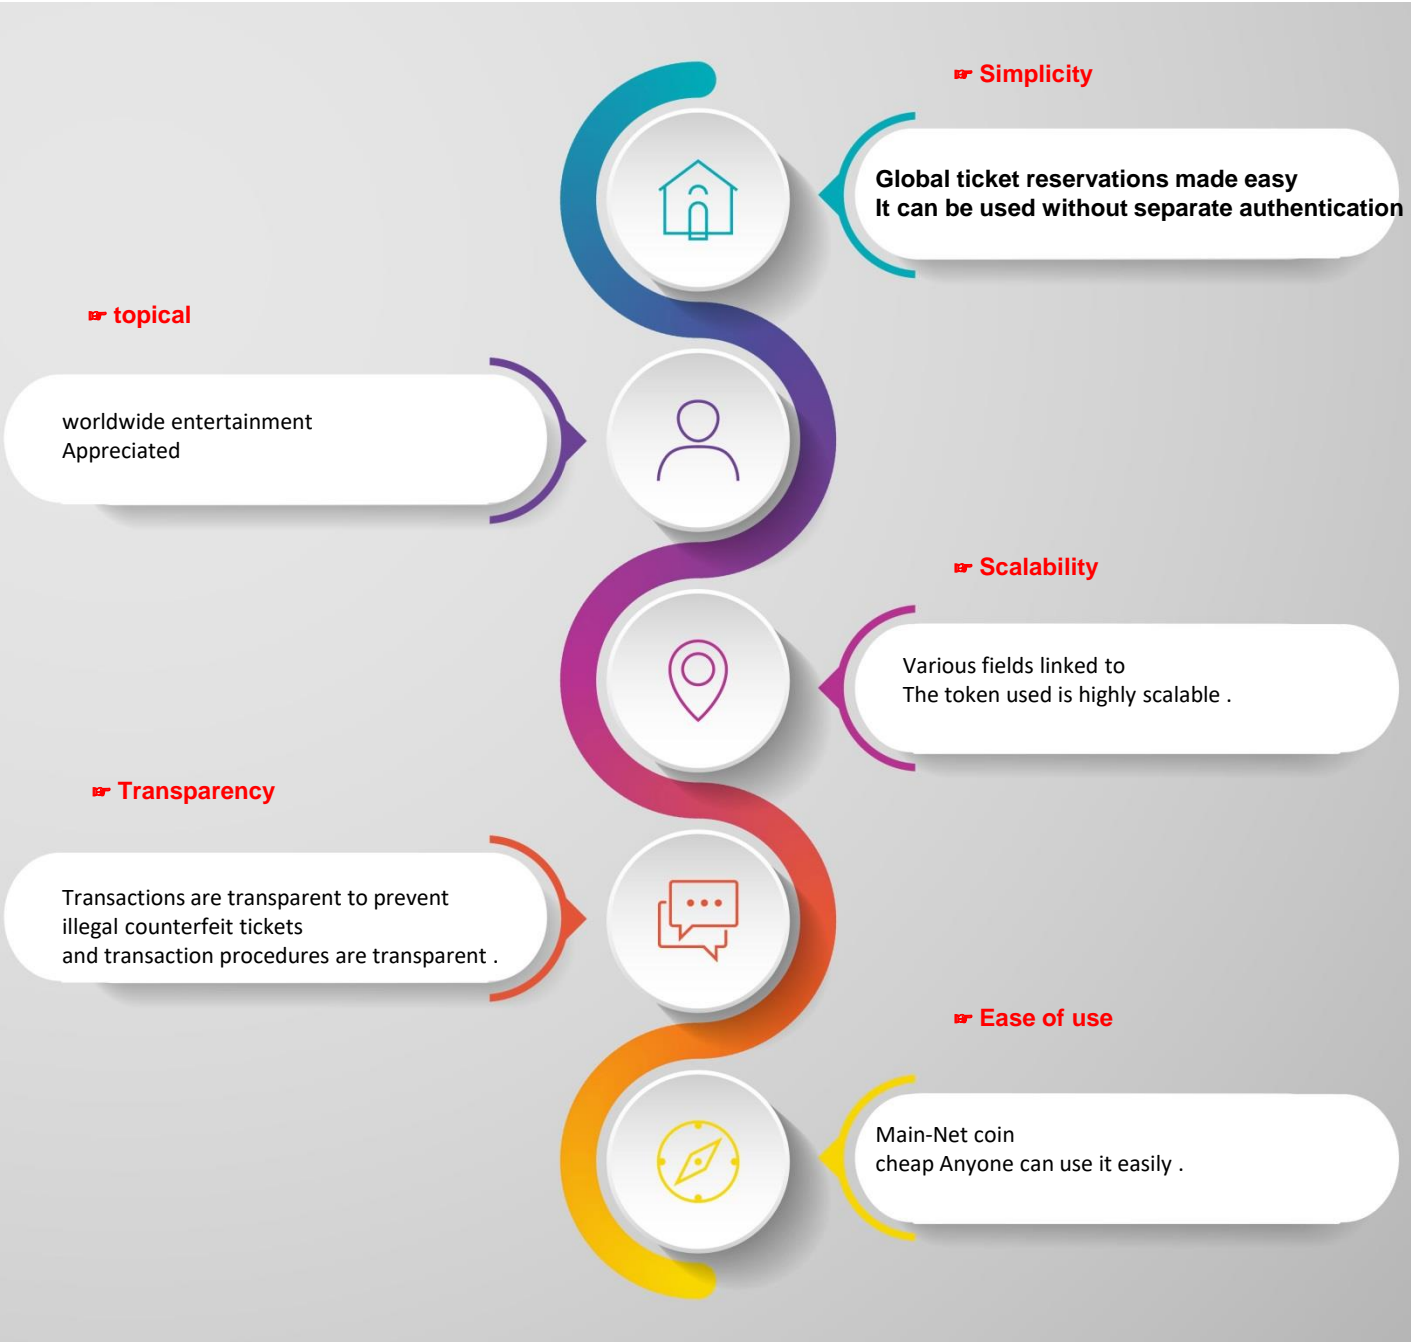 ☛ Simplicity
Global ticket reservations made easy
It can be used without separate authentication
☛ topical
worldwide entertainment
Appreciated
☛ Scalability
Various fields linked to
The token used is highly scalable .
☛ Transparency
Transactions are transparent to prevent
illegal counterfeit tickets
and transaction procedures are transparent .
☛ Ease of use
Main-Net coin
cheap Anyone can use it easily .